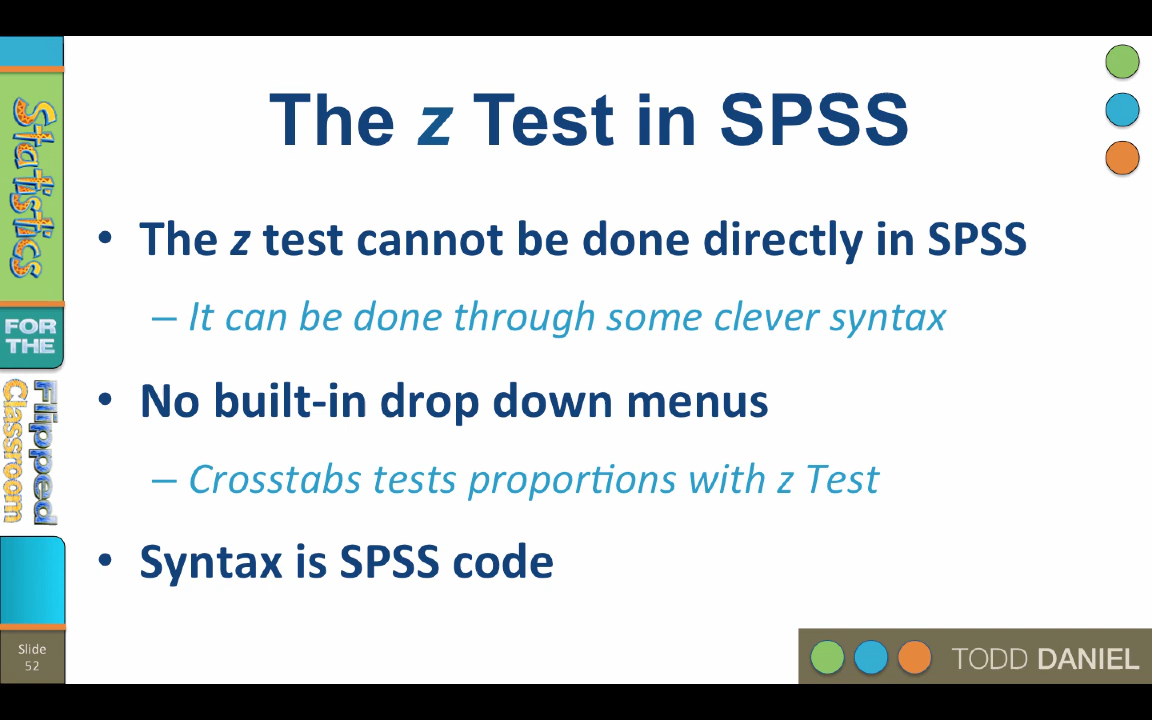 The z Test in SPSS
• The z test cannot be done directly in SPSS
– It can be done through some clever syntax
• No built-in drop down menus
– Crosstabs tests proportions with z Test
• Syntax is SPSS code
Statistics
FOR
THE
Flipped
Classroom
Slide
52
TODD DANIEL